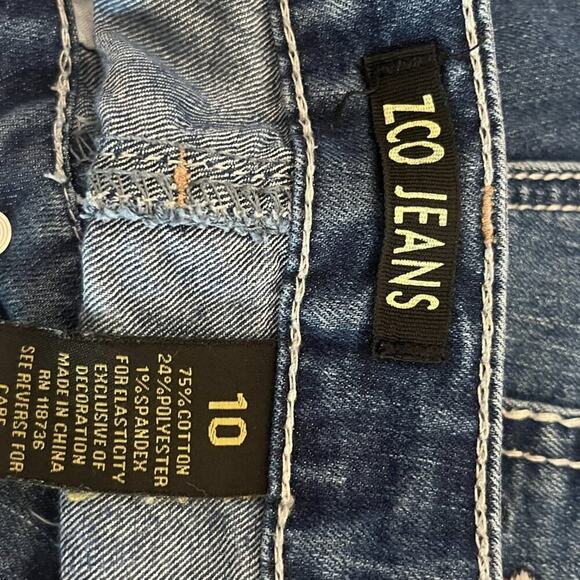 ZCO JEANS
10
75% COTTON
24% POLYESTER
1% SPANDEX
FOR ELASTICITY
EXCLUSIVE OF
DECORATION
MADE IN CHINA
RN 118736
SEE REVERSE FOR
CARE